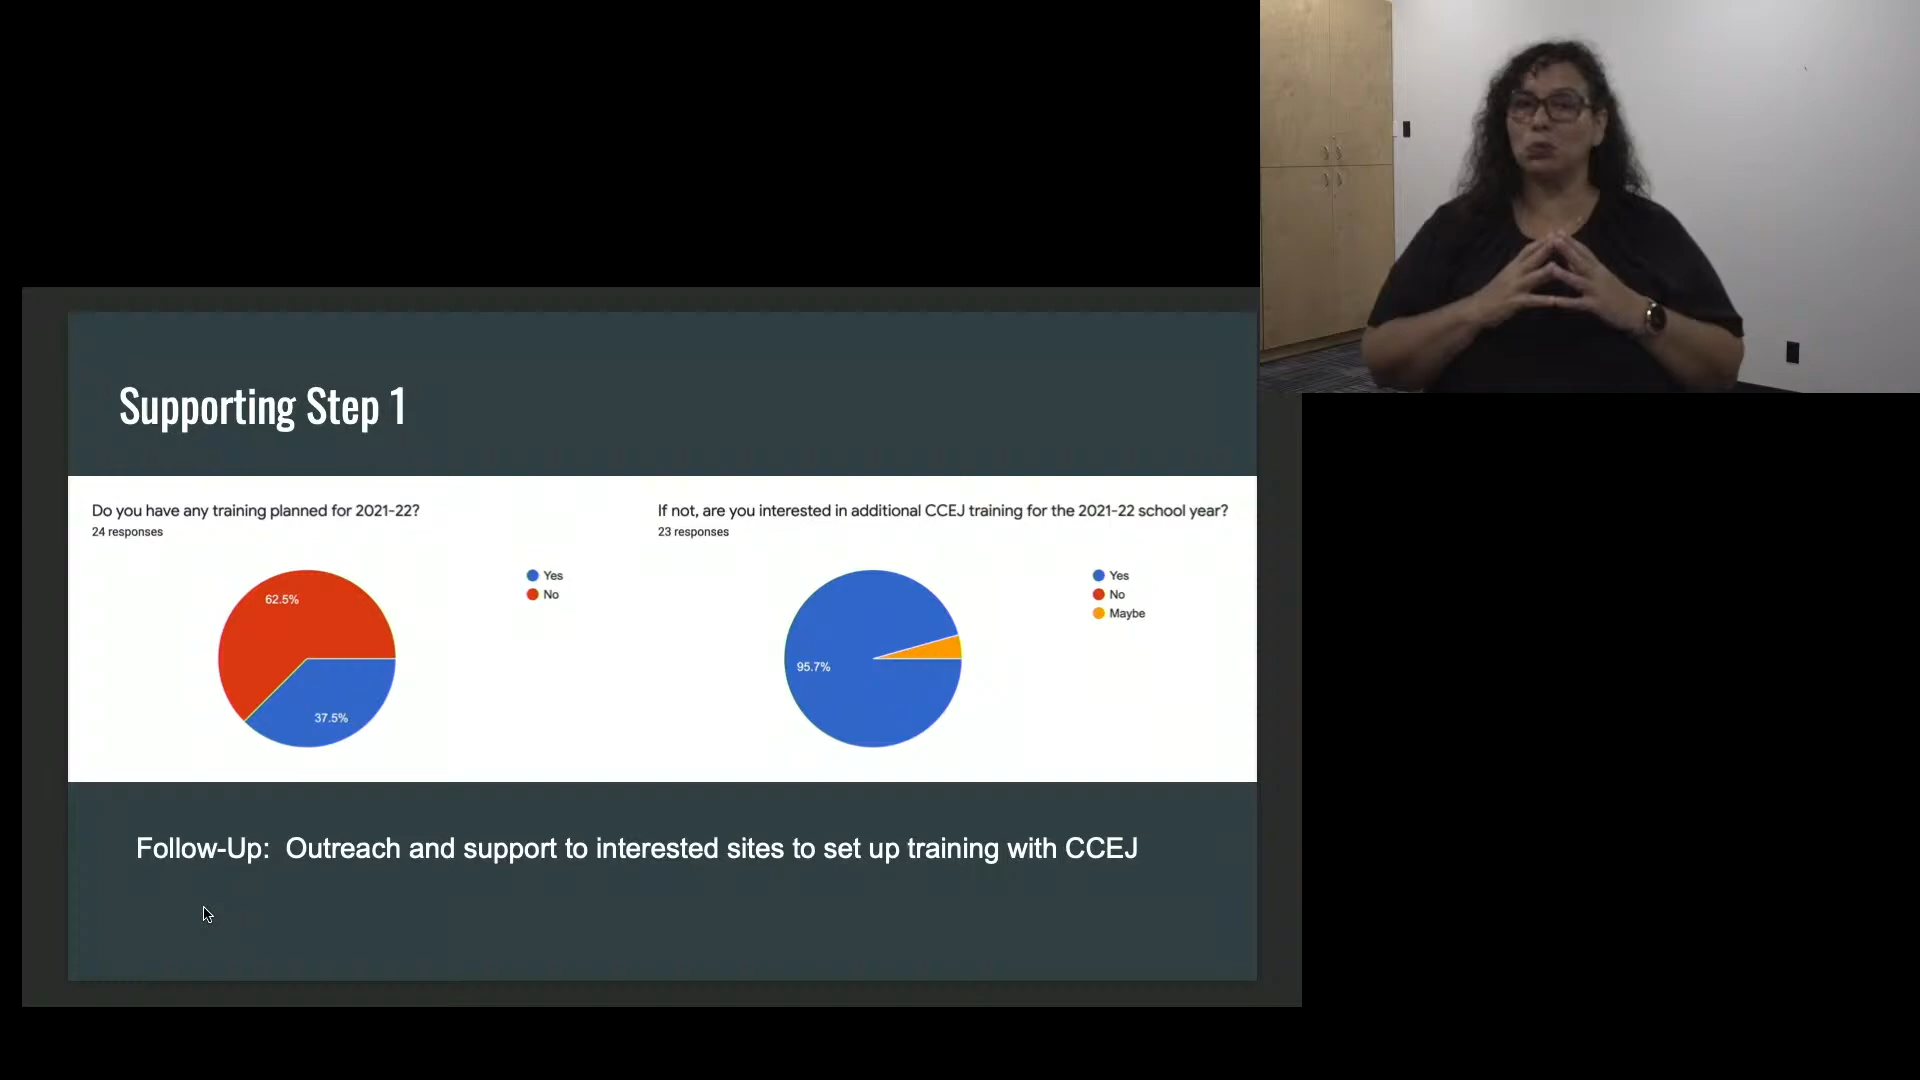 Supporting Step 1
Do you have any training planned for 2021-22?
24 responses
62.5%
37.5%
Yes
No
If not, are you interested in additional CCEJ training for the 2021-22 school year?
23 responses
95.7%
Yes
No
Maybe
Follow-Up:  Outreach and support to interested sites to set up training with CCEJ